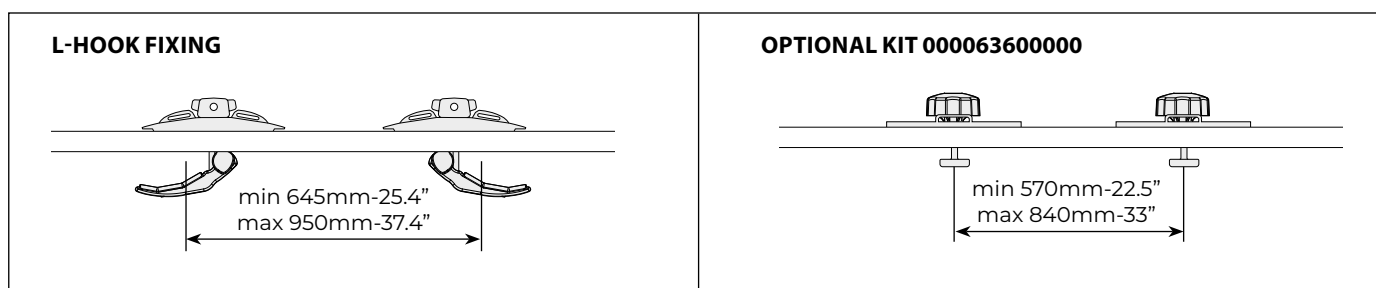 L-HOOK FIXING
min 645mm-25.4”
max 950mm-37.4”
OPTIONAL KIT 000063600000
min 570mm-22.5”
max 840mm-33”